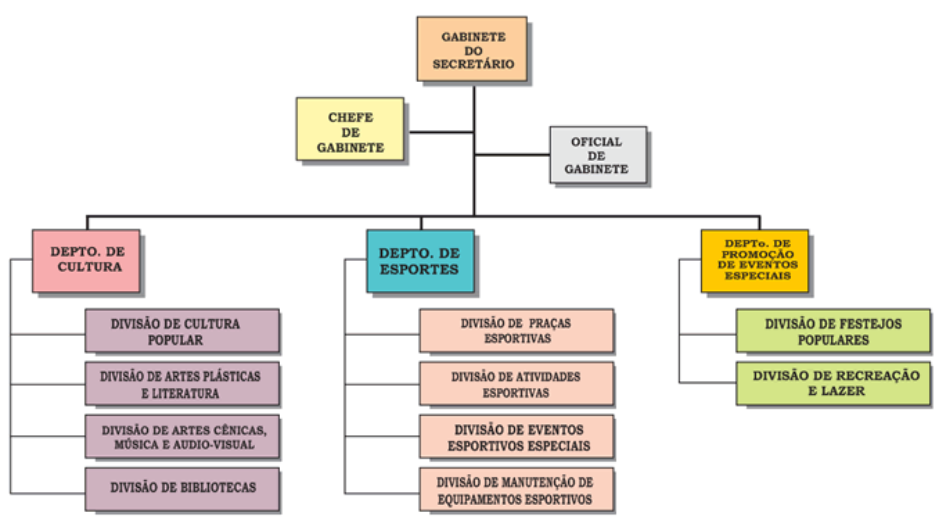 GABINETE
DO
SECRETÁRIO
CHEFE
DE
GABINETE
OFICIAL
DE
GABINETE
DEPTO. DE
CULTURA
DIVISÃO DE CULTURA
POPULAR
DIVISÃO DE ARTES PLÁSTICAS
E LITERATURA
DIVISÃO DE ARTES CÊNICAS,
MÚSICA E AUDIO-VISUAL
DIVISÃO DE BIBLIOTECAS
DEPTO. DE
ESPORTES
DIVISÃO DE PRAÇAS
ESPORTIVAS
DIVISÃO DE ATIVIDADES
ESPORTIVAS
DIVISÃO DE EVENTOS
ESPORTIVOS ESPECIAIS
DIVISÃO DE MANUTENÇÃO DE
EQUIPAMENTOS ESPORTIVOS
DEPTo. DE
PROMOÇÃO
DE EVENTOS
ESPECIAIS
DIVISÃO DE FESTEJOS
POPULARES
DIVISÃO DE RECREAÇÃO
E LAZER